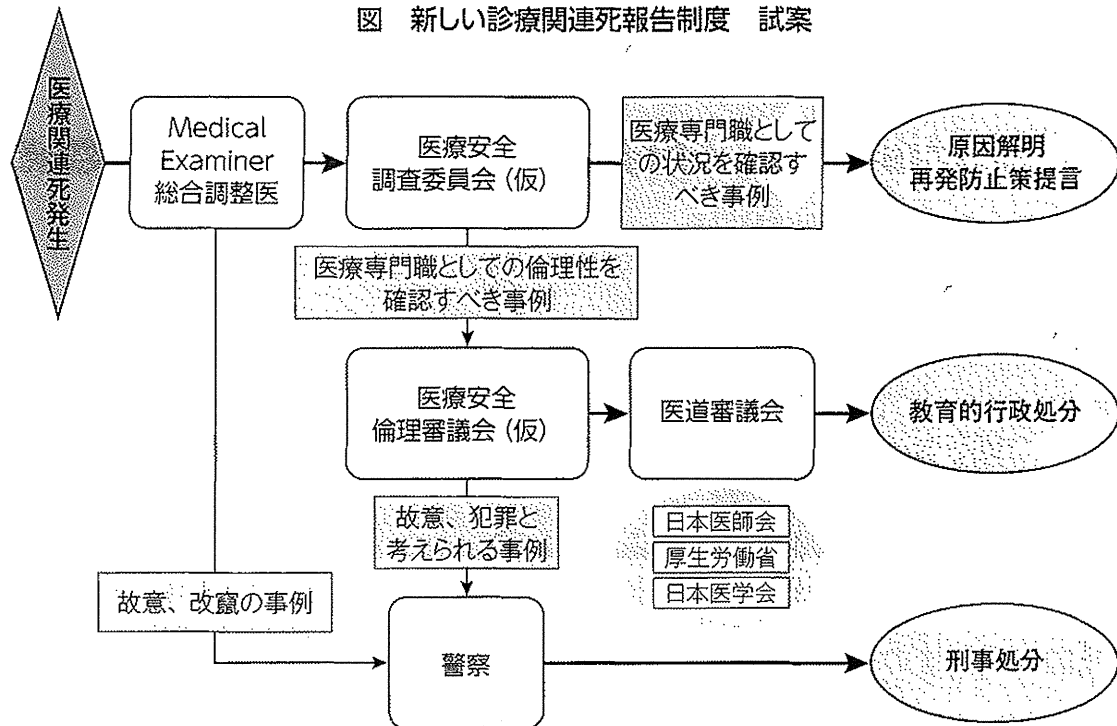 図 新しい診療関連死報告制度 試案
医療関連死発生
Medical
Examiner
総合調整医
医療安全
調査委員会(仮)
医療専門職として
の状況を確認す
べき事例
原因解明
再発防止策提言
医療専門職としての倫理性を
確認すべき事例
医療安全
倫理審議会(仮)
医道審議会
教育的行政処分
故意、犯罪と
考えられる事例
日本医師会
厚生労働省
日本医学会
故意、改竄の事例
警察
刑事処分